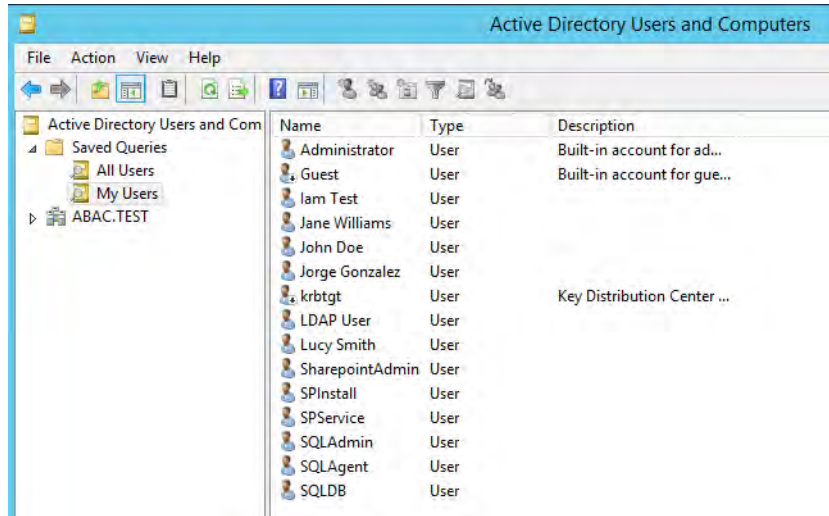 Active Directory Users and Computers
File Action View Help
Active Directory Users and Com
Saved Queries
All Users
My Users
ABAC.TEST
Name Type Description
Administrator User Built-in account for ad...
Guest User Built-in account for gue...
Iam Test User
Jane Williams User
John Doe User
Jorge Gonzalez User
krbtgt User Key Distribution Center ...
LDAP User User
Lucy Smith User
SharepointAdmin User
SPInstall User
SPService User
SQLAdmin User
SQLAgent User
SQLDB User